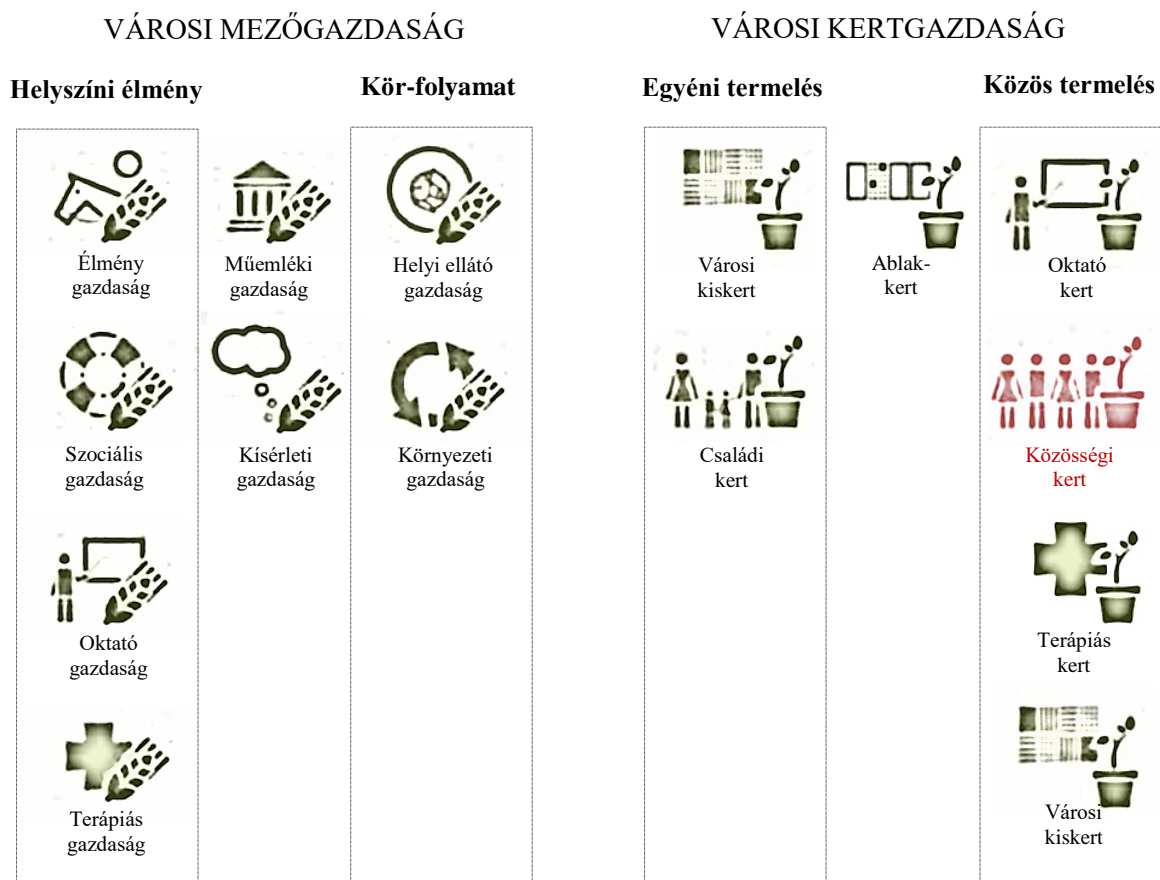 VÁROSI MEZŐGAZDASÁG
VÁROSI KERTGAZDASÁG
Helyszíni élmény
Kör-folyamat
Egyéni termelés
Közös termelés
Élmény
gazdaság
Műemléki
gazdaság
Helyi ellátó
gazdaság
Városi
kiskert
Ablak-
kert
Oktató
kert
Szociális
gazdaság
Kísérleti
gazdaság
Környezeti
gazdaság
Családi
kert
Közösségi
kert
Oktató
gazdaság
Terápiás
kert
Terápiás
gazdaság
Városi
kiskert